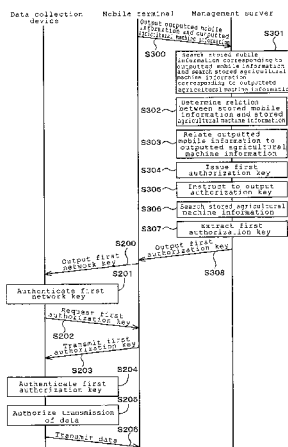 Data collection device
Mobile terminal
Management server
Output outputted mobile
information and outputted
agricultural machine information
S300
S301
Search stored mobile
information corresponding to
outputted mobile information
and search stored agricultural
machine information
corresponding to outputted
agricultural machine information
S302
Determine relation
between stored mobile
information and stored
agricultural machine information
S303
Relate outputted
mobile information to
outputted agricultural
machine information
S304
Issue first
authorization key
S306
Instruct to output
authorization key
S306
Search stored agricultural
machine information
S307
Extract first
authorization key
S200
Output first
network key
Output first
authorization key
S308
S201
Authenticate first
network key
Request first
authorization key
S202
Transmit first
authorization key
S203
S204
Authenticate first
authorization key
S205
Authorize transmission
of data
S206
Transmit data